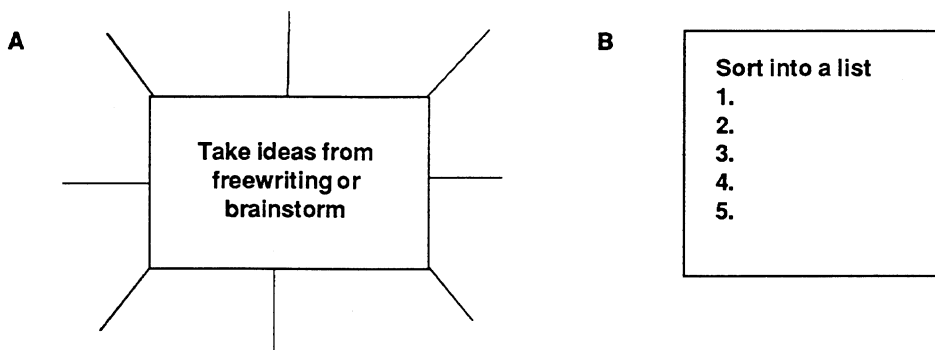 A
Take ideas from
freewriting or
brainstorm
B
Sort into a list
1.
2.
3.
4.
5.